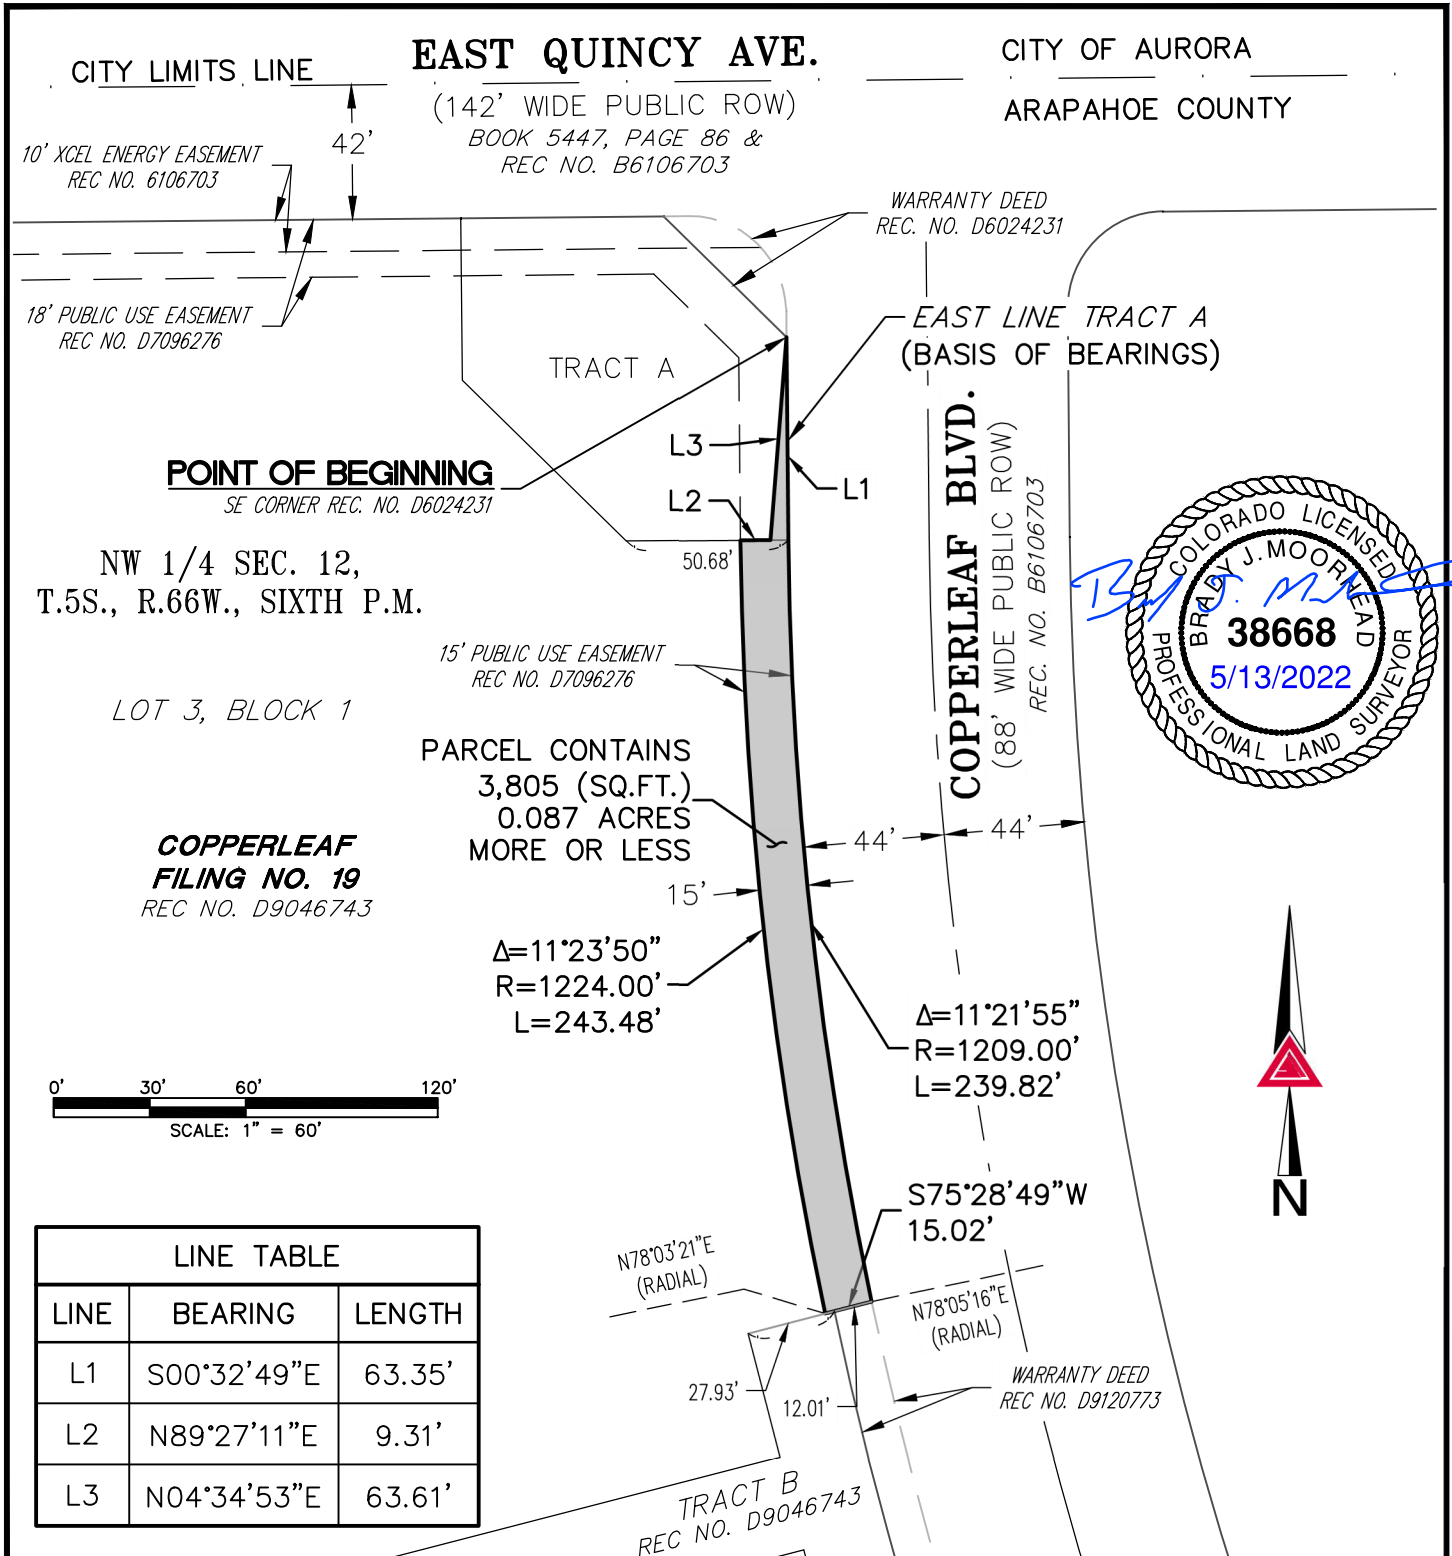 EAST QUINCY AVE.
CITY LIMITS LINE
CITY OF AURORA
(142' WIDE PUBLIC ROW)
ARAPAHOE COUNTY
BOOK 5447, PAGE 86 &
REC NO. B6106703
42'
10' XCEL ENERGY EASEMENT
REC NO. 6106703
WARRANTY DEED
REC. NO. D6024231
18' PUBLIC USE EASEMENT
REC NO. D7096276
EAST LINE TRACT A
(BASIS OF BEARINGS)
TRACT A
L3
L1
L2
POINT OF BEGINNING
SE CORNER REC. NO. D6024231
50.68'
NW 1/4 SEC. 12,
T.5S., R.66W., SIXTH P.M.
COPPERLEAF BLVD.
(88' WIDE PUBLIC ROW)
REC. NO. B6106703
COLORADO LICENSED
BRADY J. MOORHEAD
38668
5/13/2022
PROFESSIONAL LAND SURVEYOR
15' PUBLIC USE EASEMENT
REC NO. D7096276
LOT 3, BLOCK 1
PARCEL CONTAINS
3,805 (SQ.FT.)
0.087 ACRES
MORE OR LESS
44'
44'
COPPERLEAF
FILING NO. 19
REC NO. D9046743
15'
Δ=11°23'50"
R=1224.00'
L=243.48'
Δ=11°21'55"
R=1209.00'
L=239.82'
0' 30' 60' 120'
SCALE: 1" = 60'
N
S75°28'49"W
15.02'
N78°03'21"E
(RADIAL)
N78°05'16"E
(RADIAL)
27.93'
12.01'
WARRANTY DEED
REC NO. D9120773
LINE TABLE
LINE BEARING LENGTH
L1 S00°32'49"E 63.35'
L2 N89°27'11"E 9.31'
L3 N04°34'53"E 63.61'
TRACT B
REC NO. D9046743